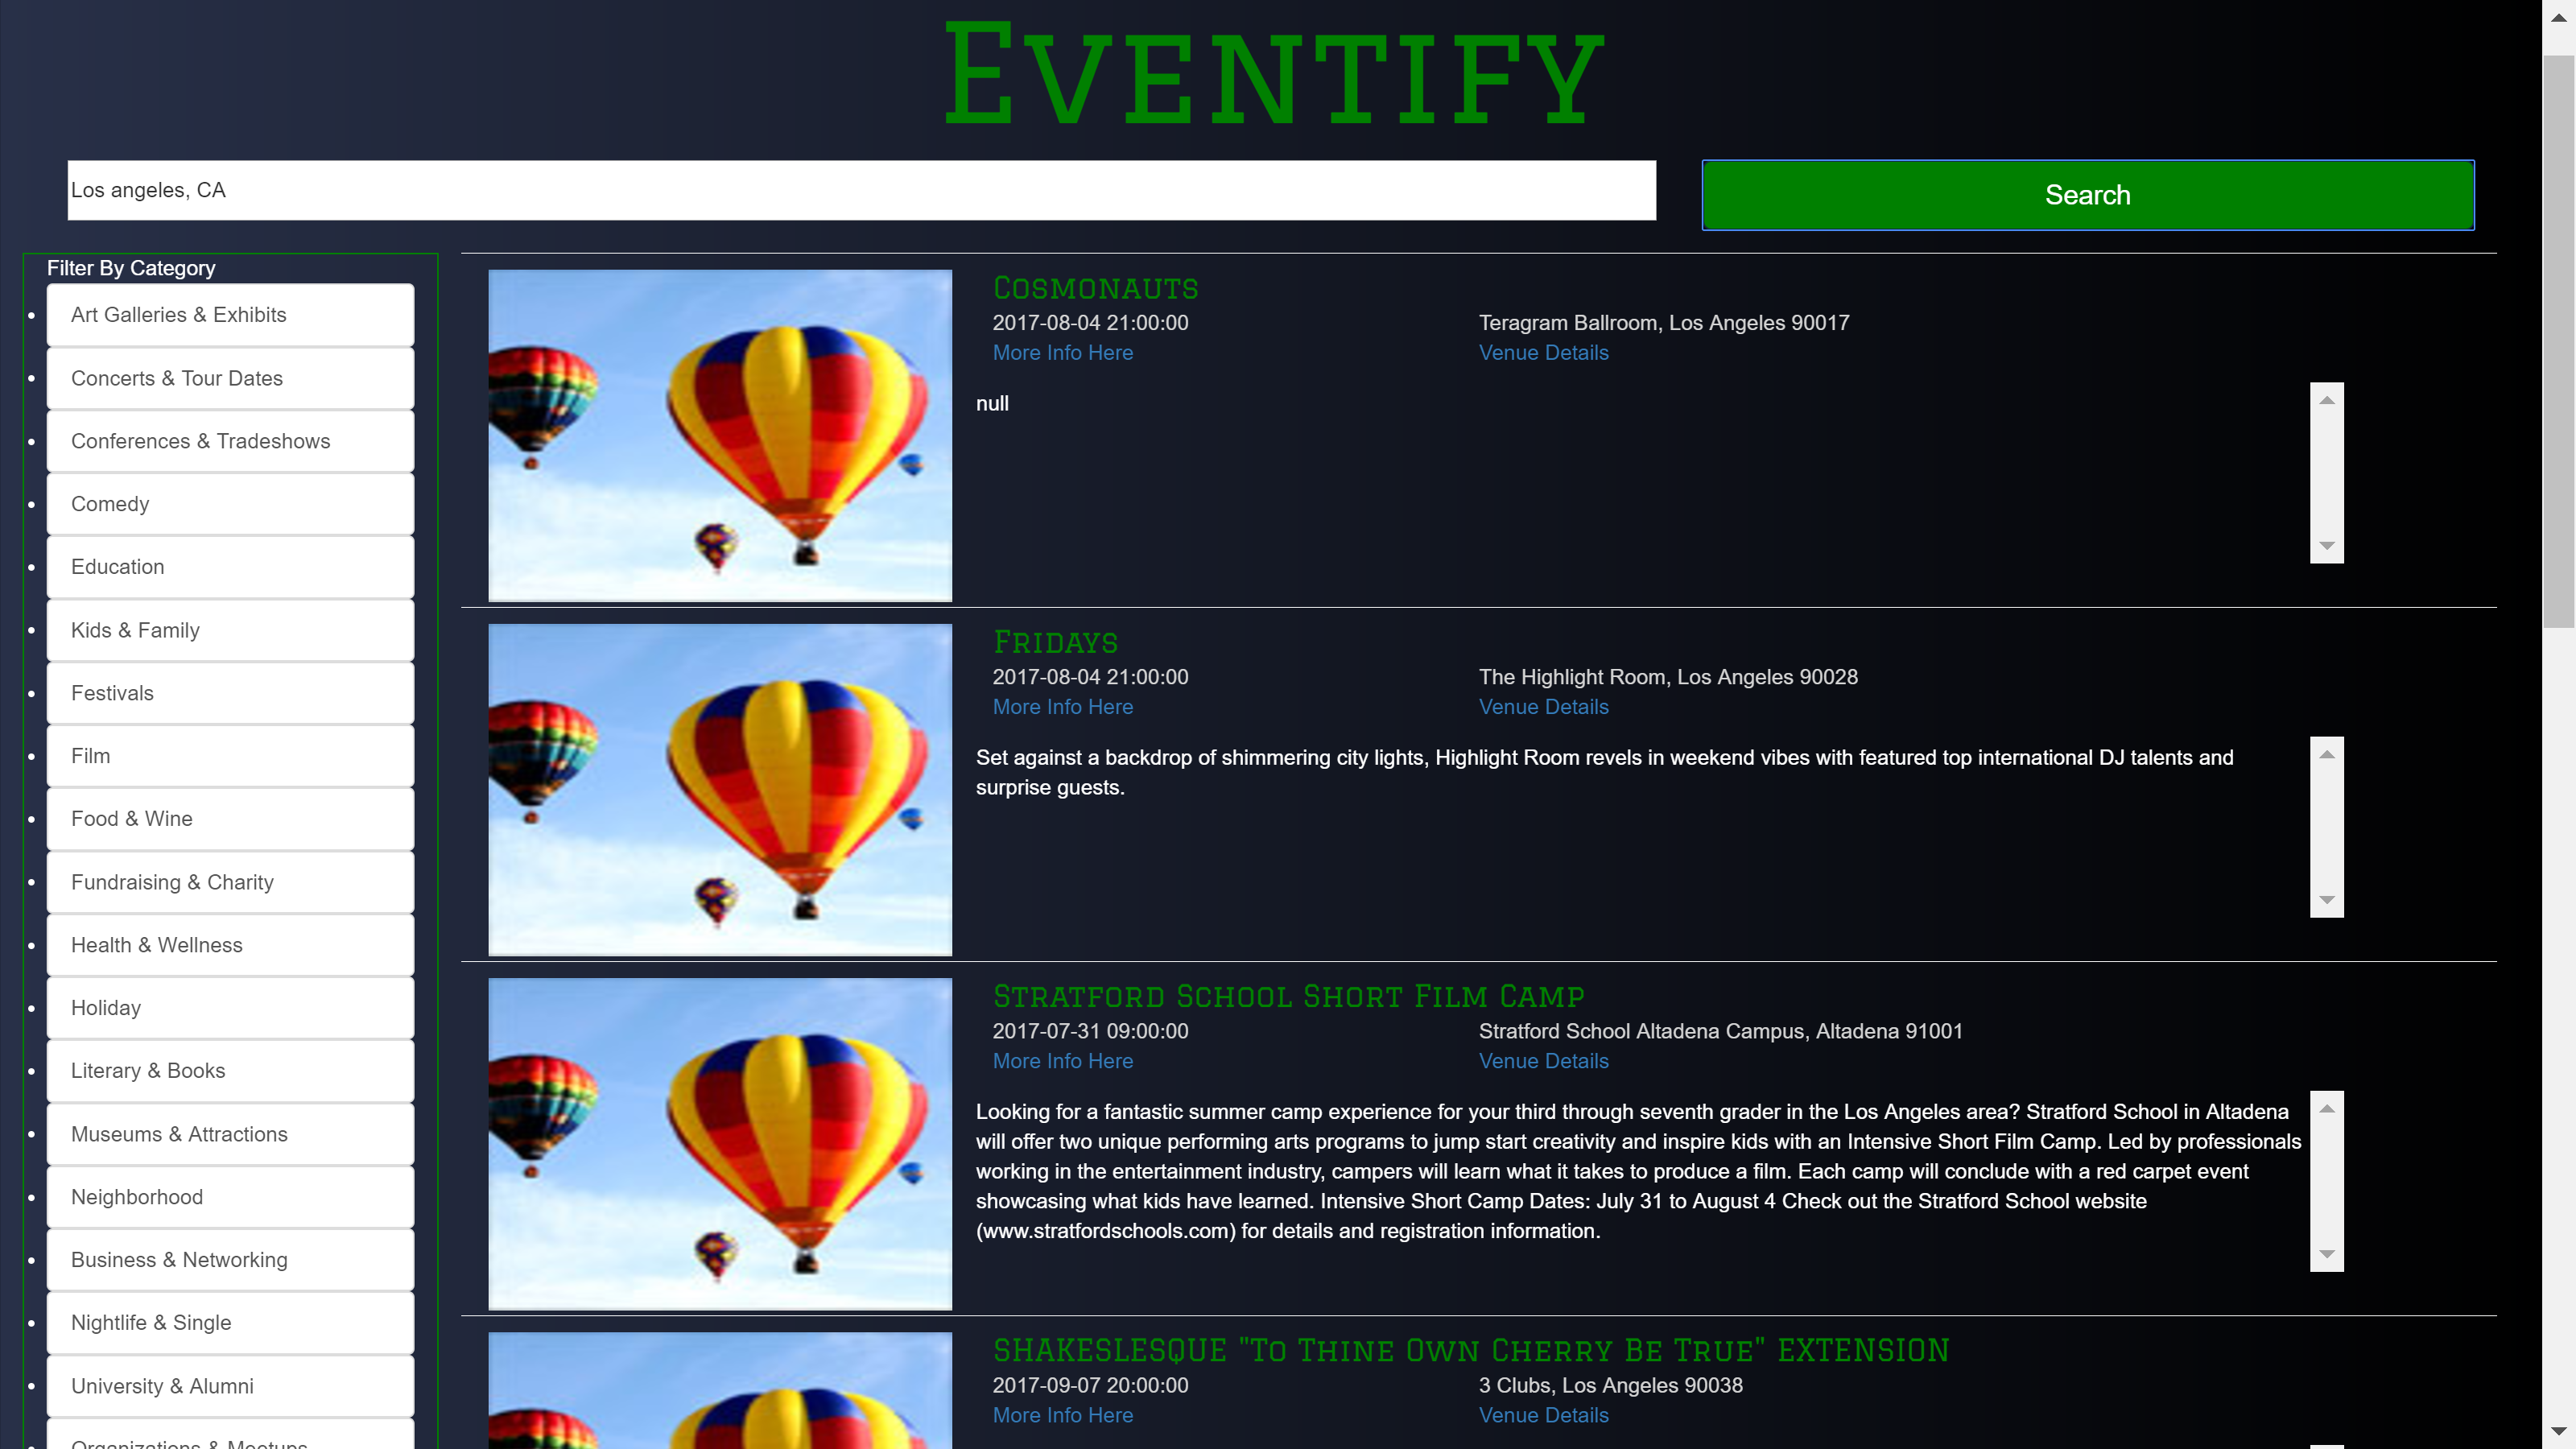 Eventify
Los angeles, CA
Search
Filter By Category
Art Galleries & Exhibits
Concerts & Tour Dates
Conferences & Tradeshows
Comedy
Education
Kids & Family
Festivals
Film
Food & Wine
Fundraising & Charity
Health & Wellness
Holiday
Literary & Books
Museums & Attractions
Neighborhood
Business & Networking
Nightlife & Single
University & Alumni
Organizations & Meetups
Cosmonauts
2017-08-04 21:00:00
Teragram Ballroom, Los Angeles 90017
More Info Here
Venue Details
null
Fridays
2017-08-04 21:00:00
The Highlight Room, Los Angeles 90028
More Info Here
Venue Details
Set against a backdrop of shimmering city lights, Highlight Room revels in weekend vibes with featured top international DJ talents and
surprise guests.
Stratford School Short Film Camp
2017-07-31 09:00:00
Stratford School Altadena Campus, Altadena 91001
More Info Here
Venue Details
Looking for a fantastic summer camp experience for your third through seventh grader in the Los Angeles area? Stratford School in Altadena
will offer two unique performing arts programs to jump start creativity and inspire kids with an Intensive Short Film Camp. Led by professionals
working in the entertainment industry, campers will learn what it takes to produce a film. Each camp will conclude with a red carpet event
showcasing what kids have learned. Intensive Short Camp Dates: July 31 to August 4 Check out the Stratford School website
(www.stratfordschools.com) for details and registration information.
SHAKESLESQUE "To Thine Own Cherry Be True" EXTENSION
2017-09-07 20:00:00
3 Clubs, Los Angeles 90038
More Info Here
Venue Details